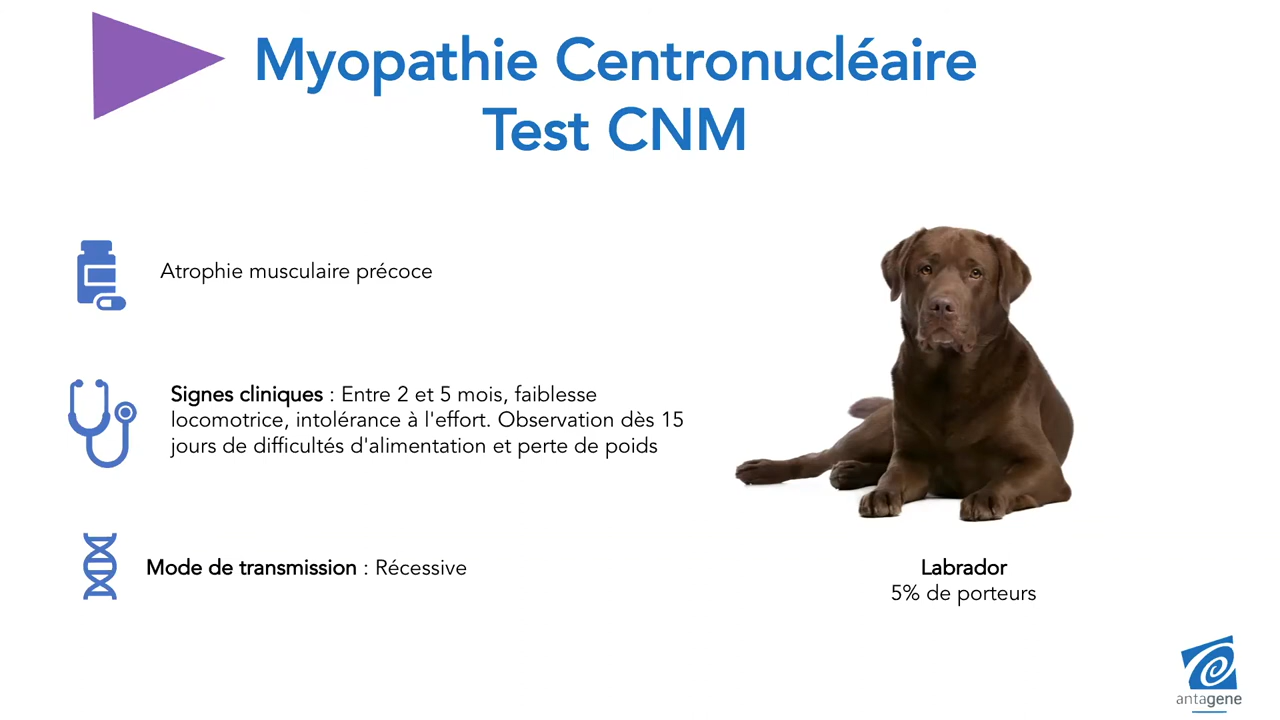 Myopathie Centronucléaire
Test CNM
Atrophie musculaire précoce
Signes cliniques : Entre 2 et 5 mois, faiblesse
locomotrice, intolérance à l'effort. Observation dès 15
jours de difficultés d'alimentation et perte de poids
Mode de transmission : Récessive
Labrador
5% de porteurs
antagene